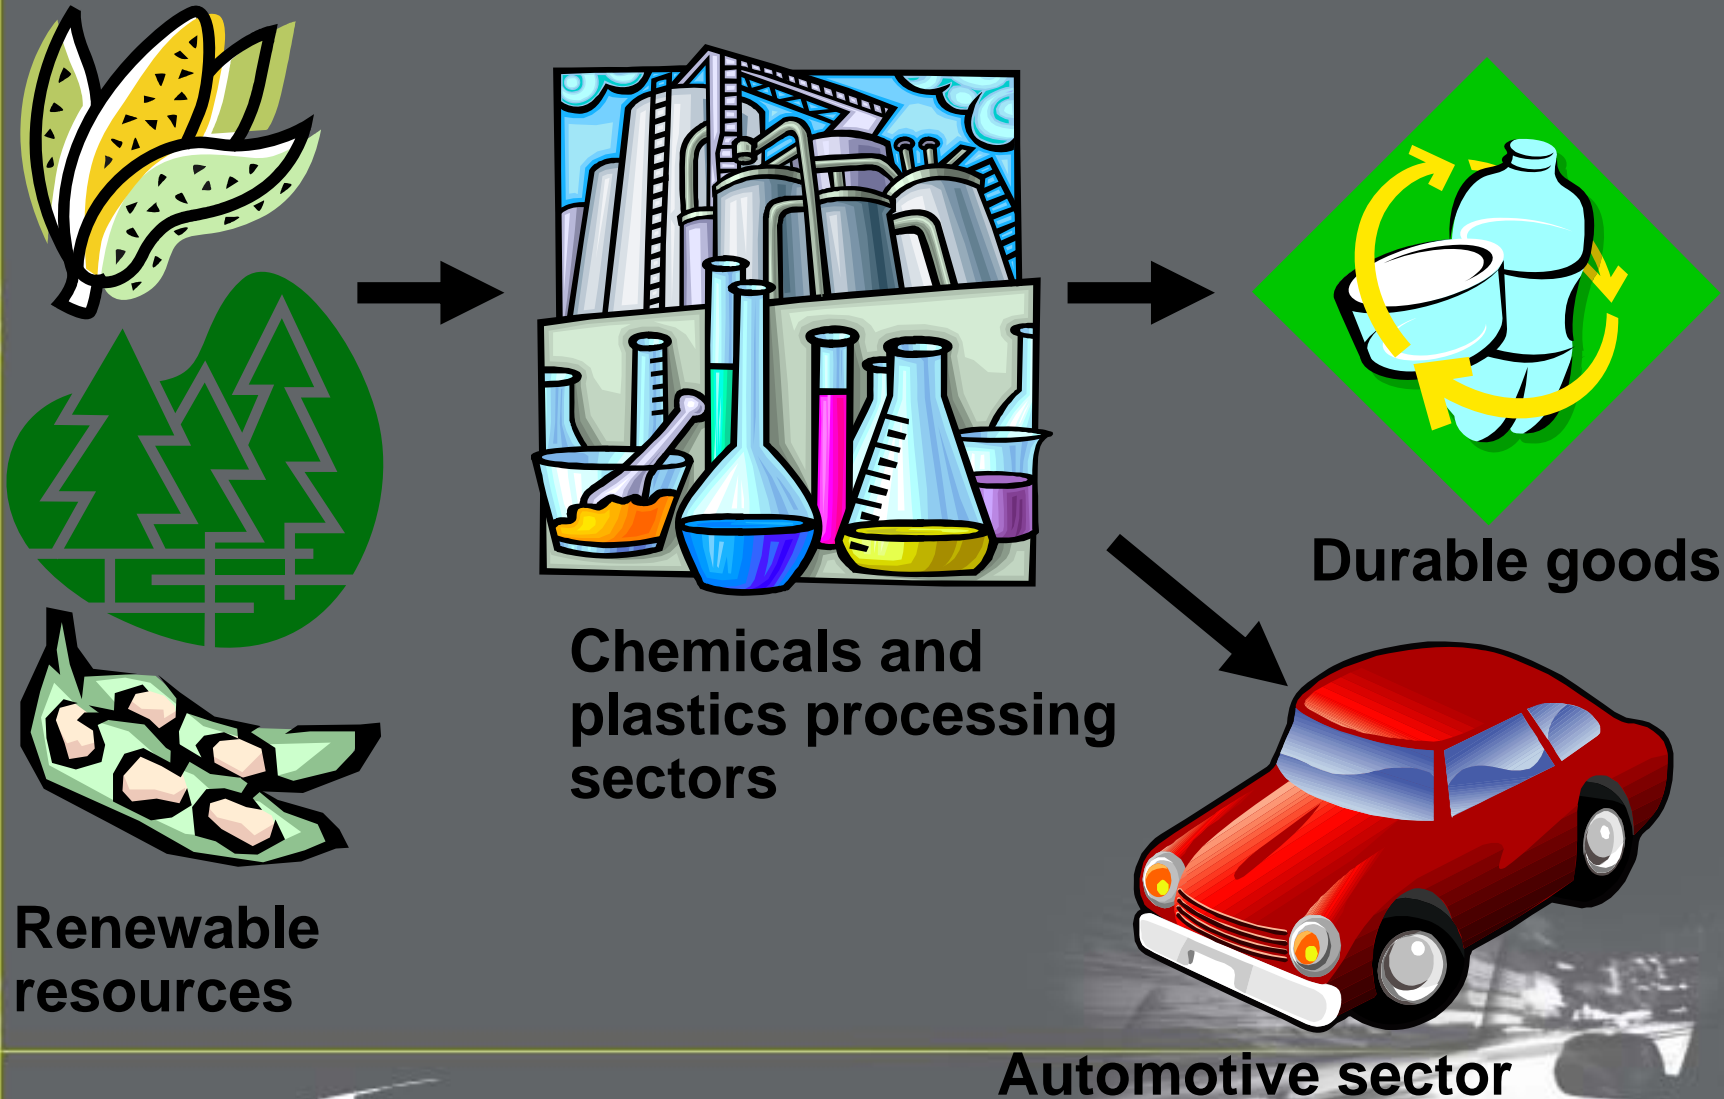 Durable goods
Chemicals and
plastics processing
sectors
Renewable
resources
Automotive sector